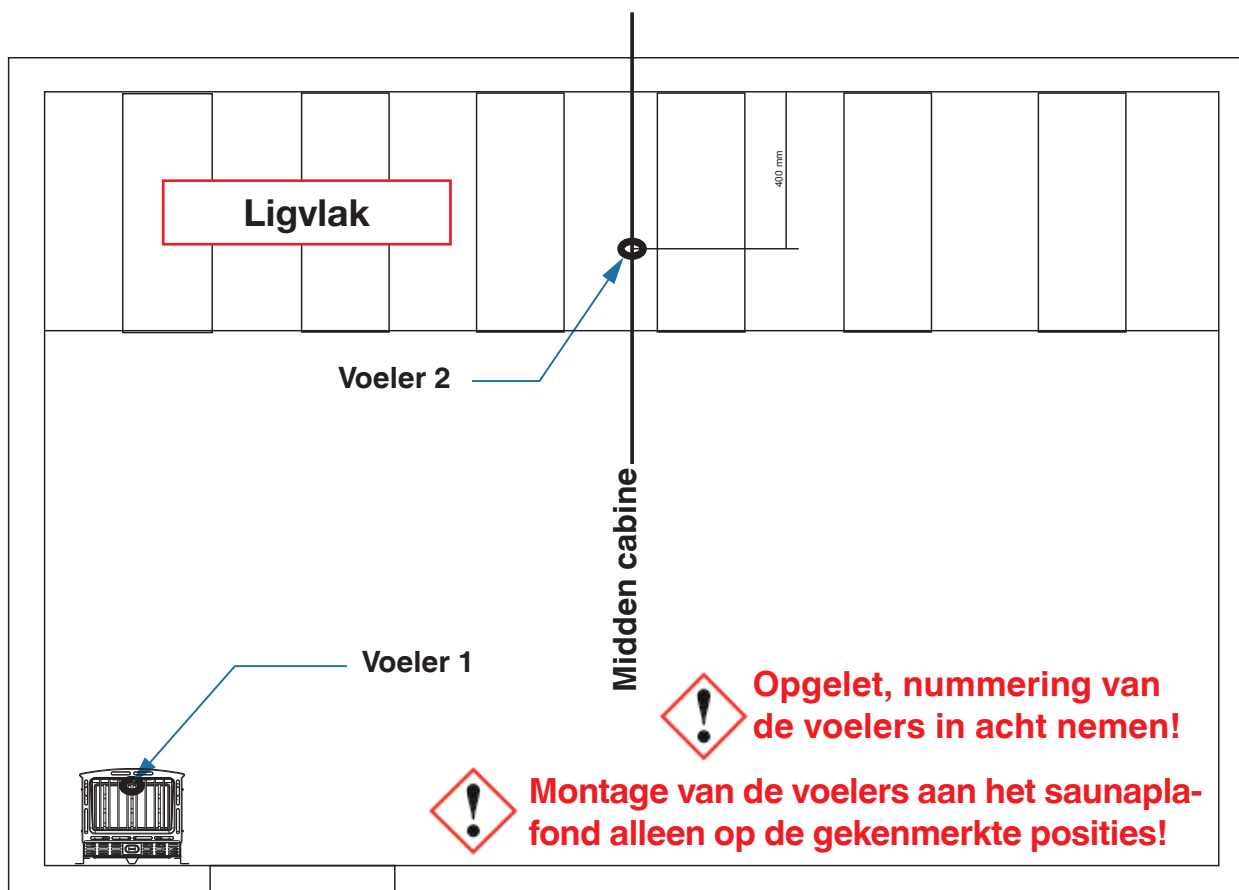 400 mm
Ligvlak
Voeler 2
Midden cabine
Voeler 1
Opgelet, nummering van
de voelers in acht nemen!
Montage van de voelers aan het saunapla-
fond alleen op de gekenmerkte posities!